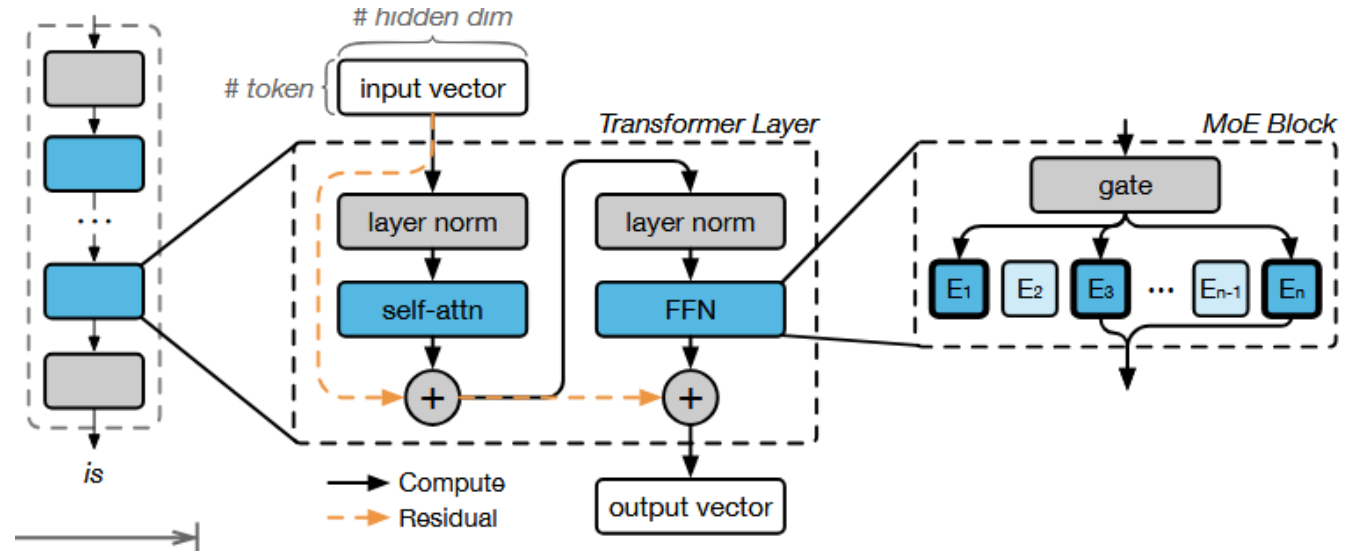 # hidden dim
# token
input vector
Transformer Layer
MoE Block
layer norm
layer norm
gate
self-attn
FFN
E1
E2
E3
...
En-1
En
...
+
+
is
Compute
Residual
output vector